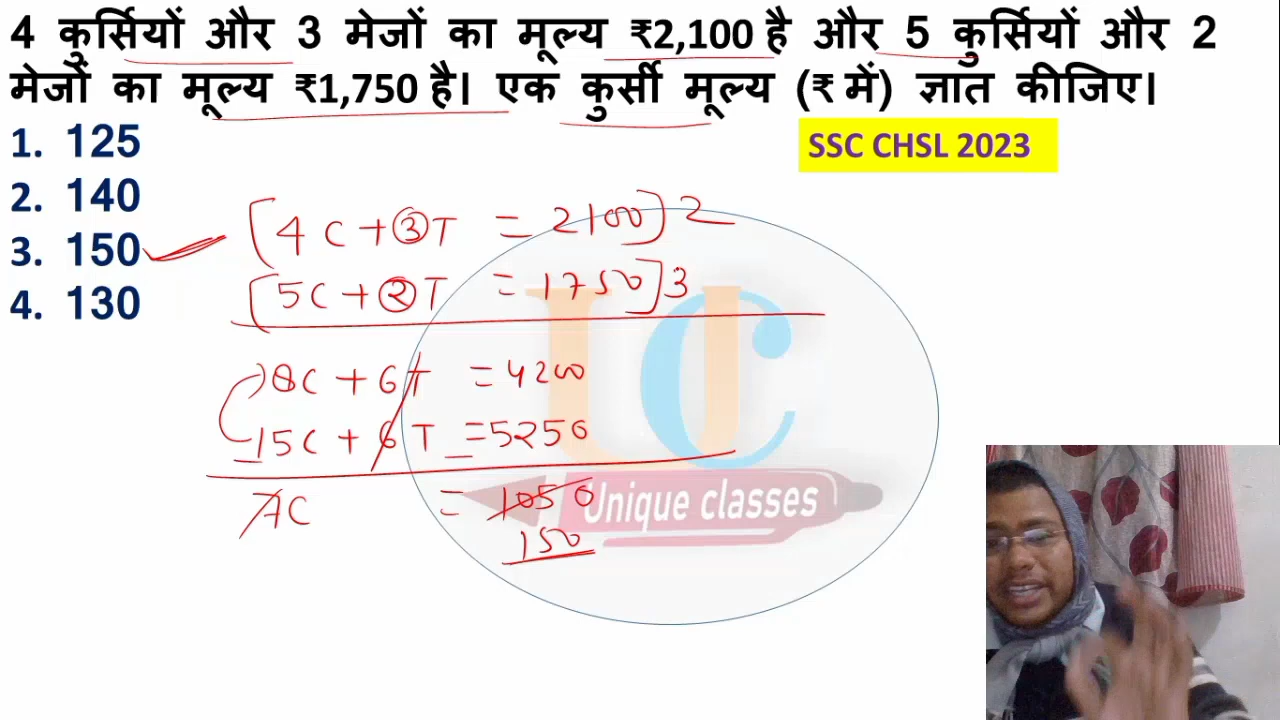 4 कुर्सियों और 3 मेजों का मूल्य ₹2,100 है और 5 कुर्सियों और 2
मेजों का मूल्य ₹1,750 है। एक कुर्सी मूल्य (₹ में) ज्ञात कीजिए।
1. 125
2. 140
3. 150
4. 130
SSC CHSL 2023
[4C+3T = 2100]2
[5C+2T = 1750]3
8C+6T = 4200
15C+6T = 5250
7C = 1050
150
UC
Unique classes